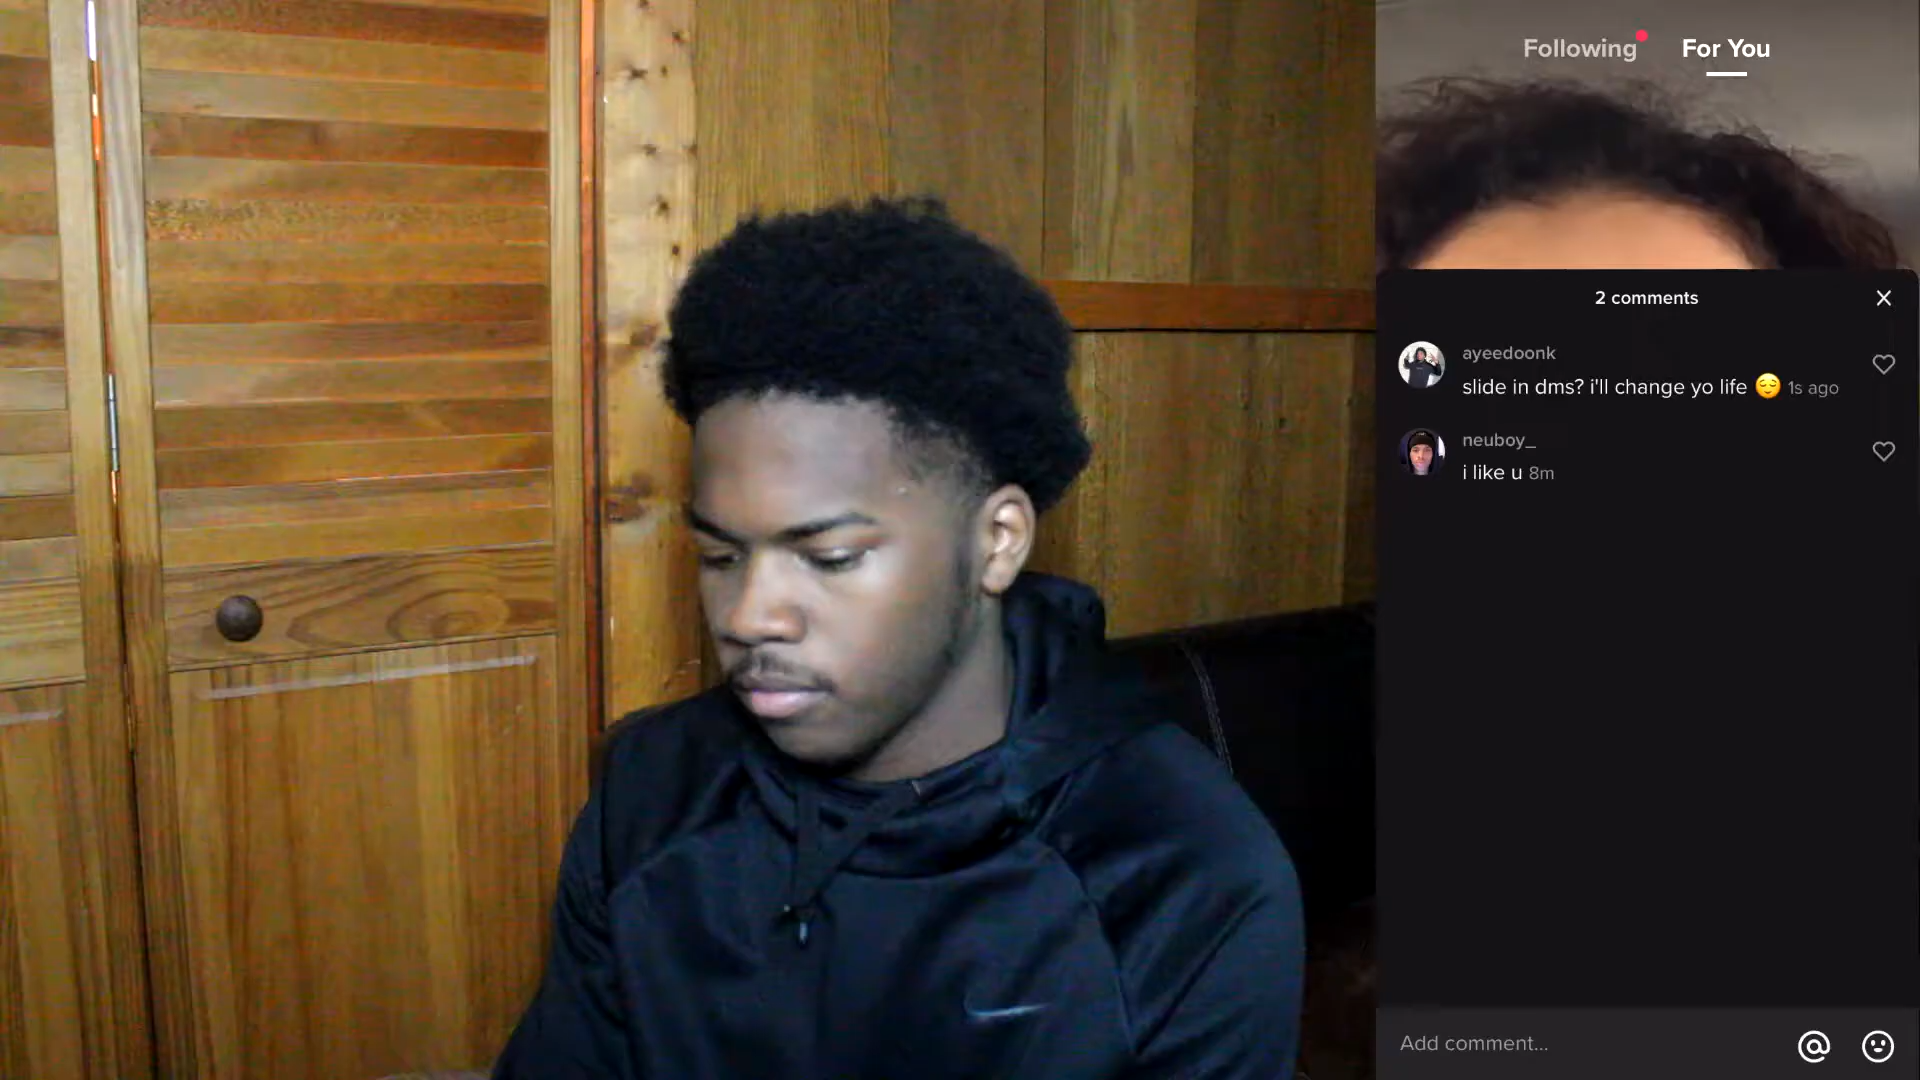 Following For You
2 comments
ayeedoonk
slide in dms? i'll change yo life 😌 1s ago
neuboy_
i like u 8m
Add comment...